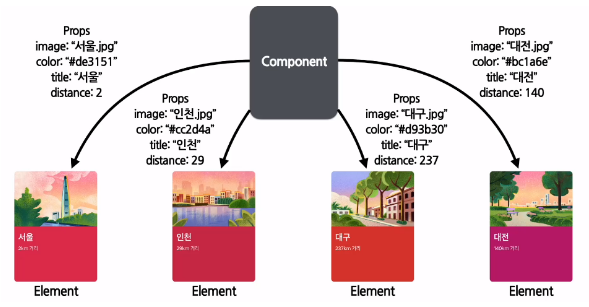 Props
image: “서울.jpg”
color: “#de3151”
title: “서울”
distance: 2
Props
image: “인천.jpg”
color: “#cc2d4a”
title: “인천”
distance: 29
Component
Props
image: “대구.jpg”
color: “#d93b30”
title: “대구”
distance: 237
Props
image: “대전.jpg”
color: “#bc1a6e”
title: “대전”
distance: 140
서울
2km 거리
Element
인천
29km 거리
Element
대구
237km 거리
Element
대전
140km 거리
Element